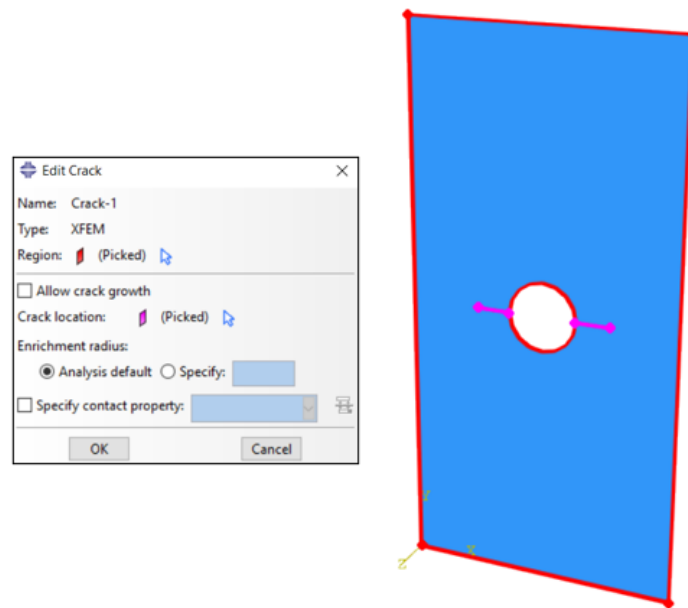 Edit Crack
Name: Crack-1
Type: XFEM
Region: (Picked)
Allow crack growth
Crack location: (Picked)
Enrichment radius:
Analysis default Specify:
Specify contact property:
OK Cancel
Y
X
Z